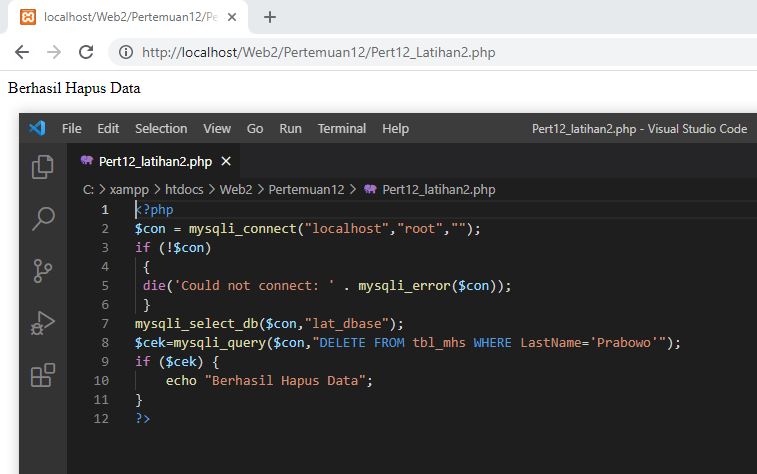 localhost/Web2/Pertemuan12/Pe
http://localhost/Web2/Pertemuan12/Pert12_Latihan2.php
Berhasil Hapus Data
File Edit Selection View Go Run Terminal Help Pert12_latihan2.php - Visual Studio Code
Pert12_latihan2.php
C: > xampp > htdocs > Web2 > Pertemuan12 > Pert12_latihan2.php
1 <?php
2 $con = mysqli_connect("localhost","root","");
3 if (!$con)
4 {
5 die('Could not connect: ' . mysqli_error($con));
6 }
7 mysqli_select_db($con,"lat_dbase");
8 $cek=mysqli_query($con,"DELETE FROM tbl_mhs WHERE LastName='Prabowo'");
9 if ($cek) {
10 echo "Berhasil Hapus Data";
11 }
12 ?>